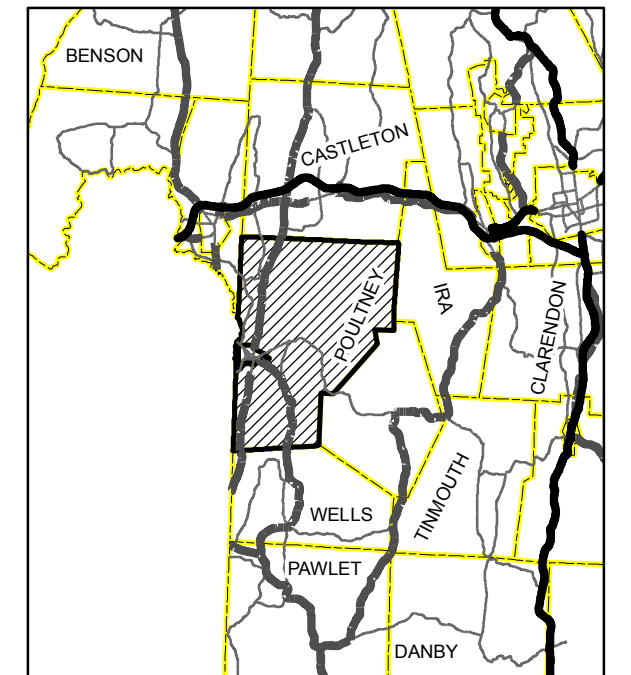 BENSON
CASTLETON
POULTNEY
IRA
CLARENDON
TINMOUTH
WELLS
PAWLET
DANBY